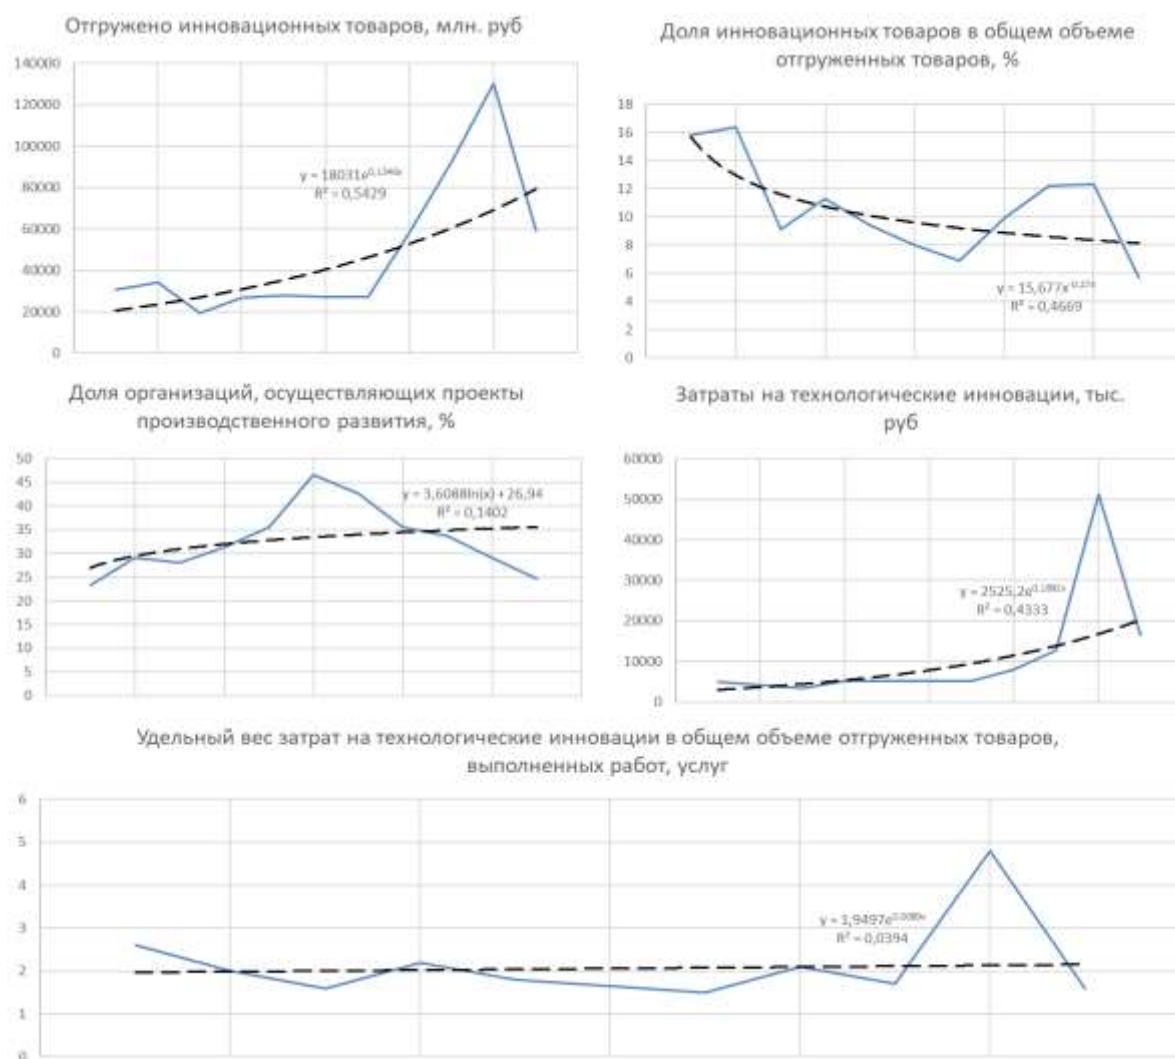 Отгружено инновационных товаров, млн. руб
140000
120000
100000
80000
60000
40000
20000
0
R² = 0,5429
Доля инновационных товаров в общем объеме
отгруженных товаров, %
18
16
14
12
10
8
6
4
2
0
y = 15,677x
R² = 0,4669
Доля организаций, осуществляющих проекты
производственного развития, %
50
45
40
35
30
25
20
15
10
5
0
y = 3,6088ln(x) + 26,94
R² = 0,1402
Затраты на технологические инновации, тыс.
руб
60000
50000
40000
30000
20000
10000
0
R² = 0,4333
Удельный вес затрат на технологические инновации в общем объеме отгруженных товаров,
выполненных работ, услуг
6
5
4
3
2
1
0
R² = 0,0394